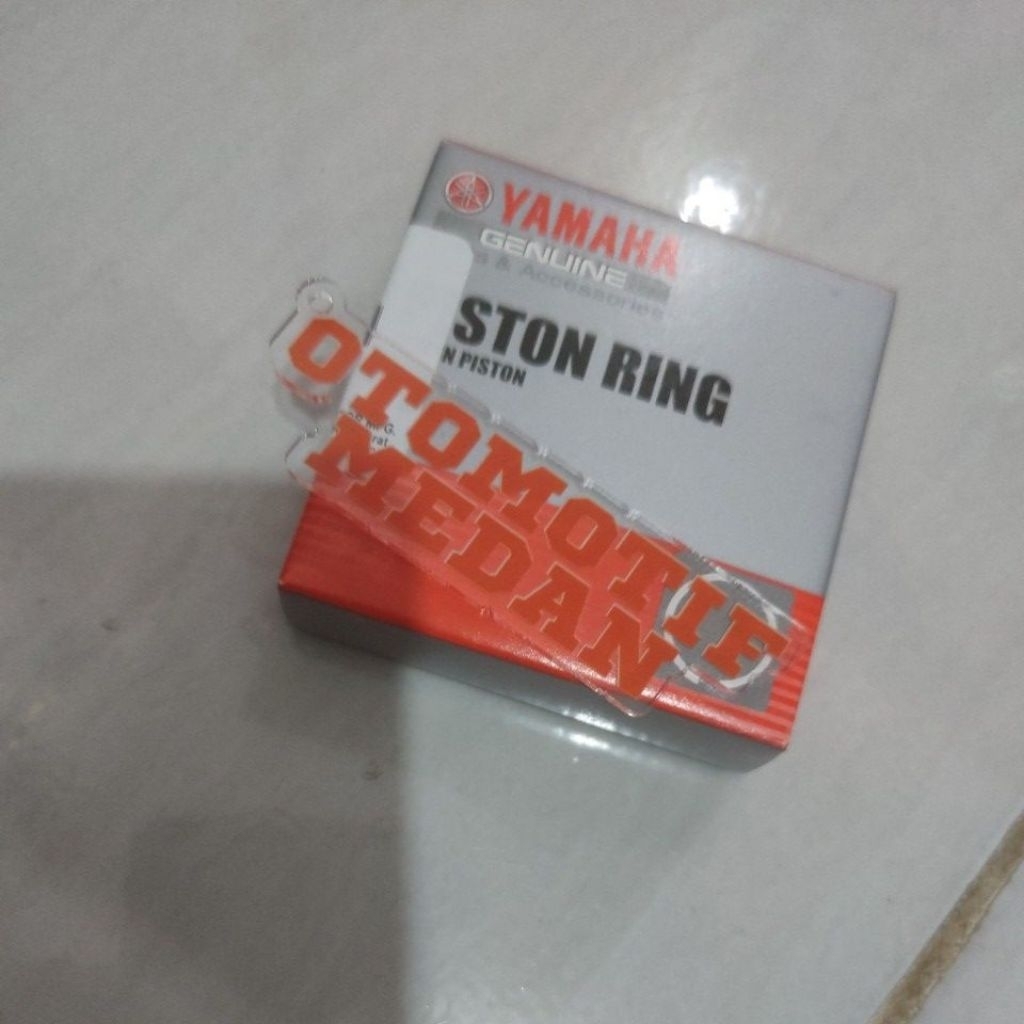 YAMAHA
GENUINE
& Accessories
STON RING
N PISTON
OTOMOTIF
MEDAN